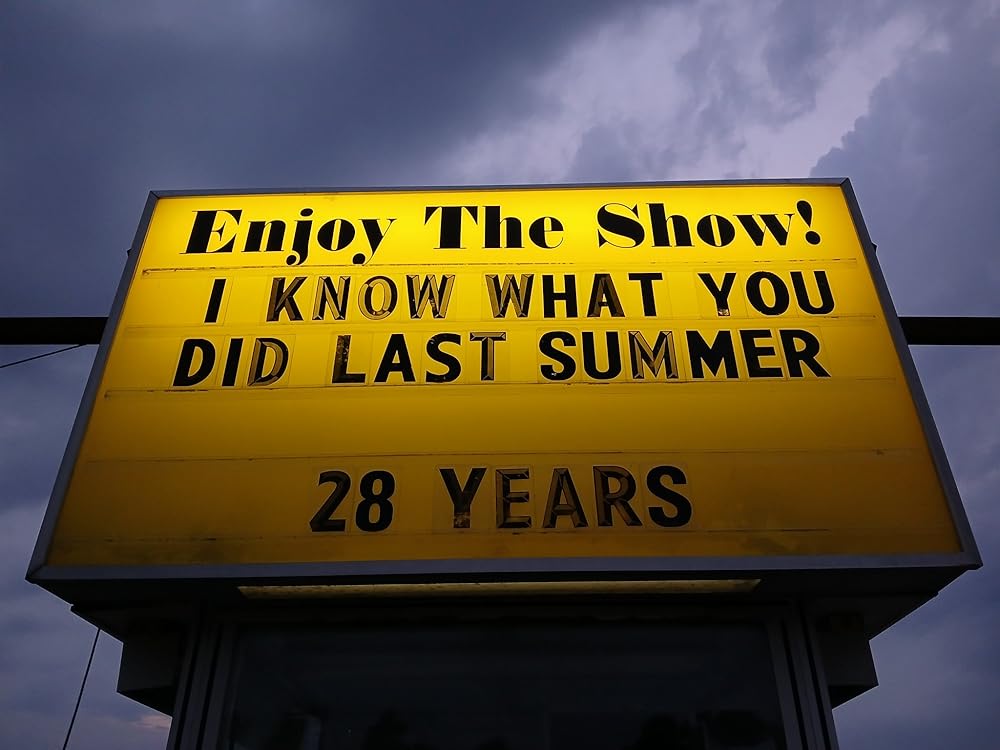 Enjoy The Show!
I KNOW WHAT YOU
DID LAST SUMMER
28 YEARS